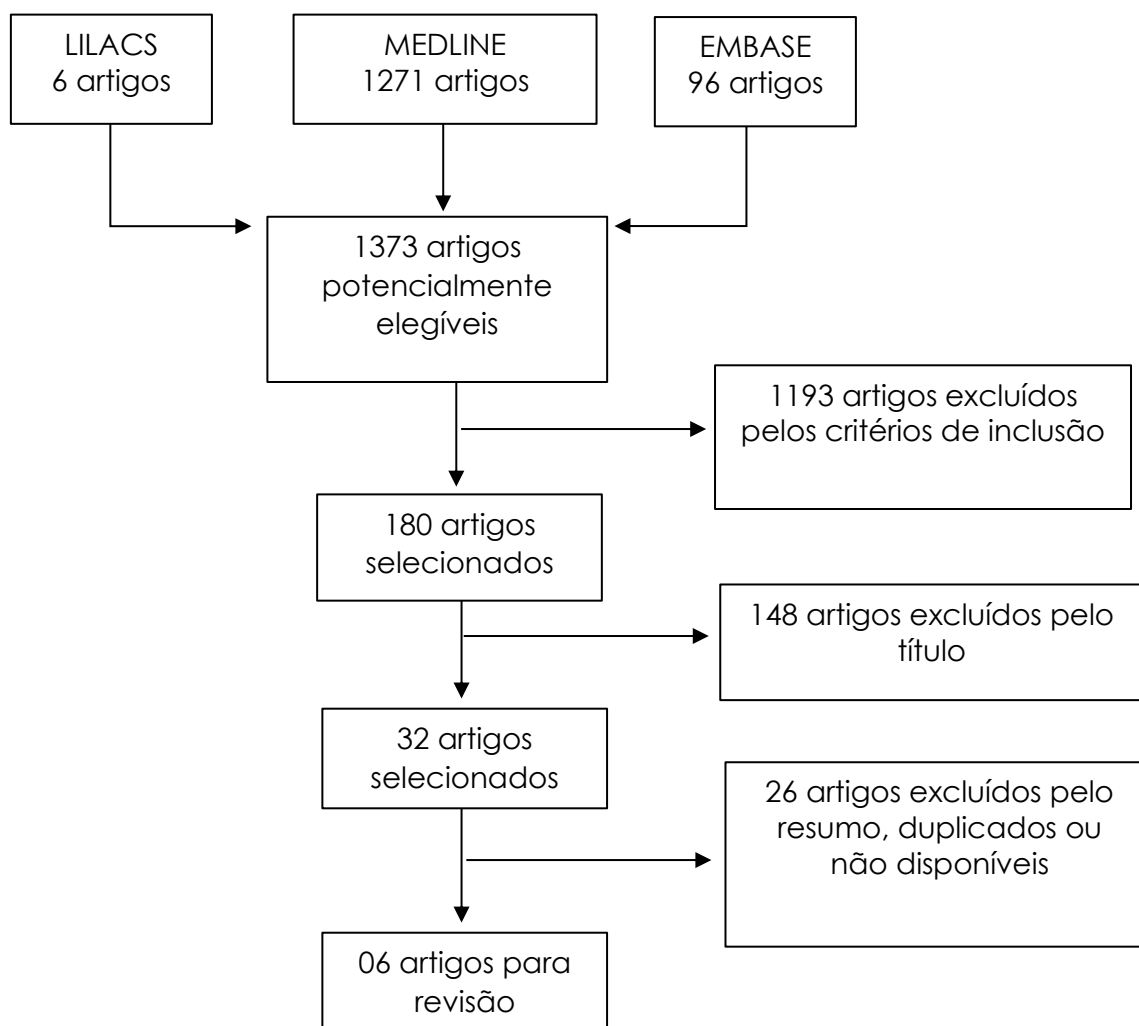 LILACS
6 artigos
MEDLINE
1271 artigos
EMBASE
96 artigos
1373 artigos
potencialmente
elegíveis
1193 artigos excluídos
pelos critérios de inclusão
180 artigos
selecionados
148 artigos excluídos pelo
título
32 artigos
selecionados
26 artigos excluídos pelo
resumo, duplicados ou
não disponíveis
06 artigos para
revisão